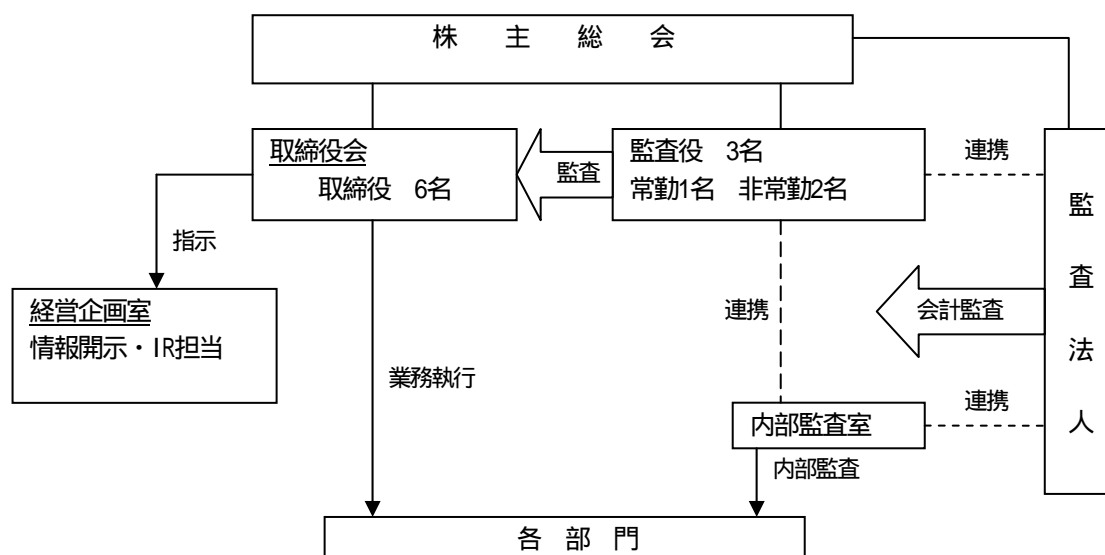 株 主 総 会
取締役会
取締役 6名
監査
監査役 3名
常勤1名 非常勤2名
連携
監査法人
指示
経営企画室
情報開示・IR担当
連携
会計監査
業務執行
内部監査室
連携
内部監査
各 部 門